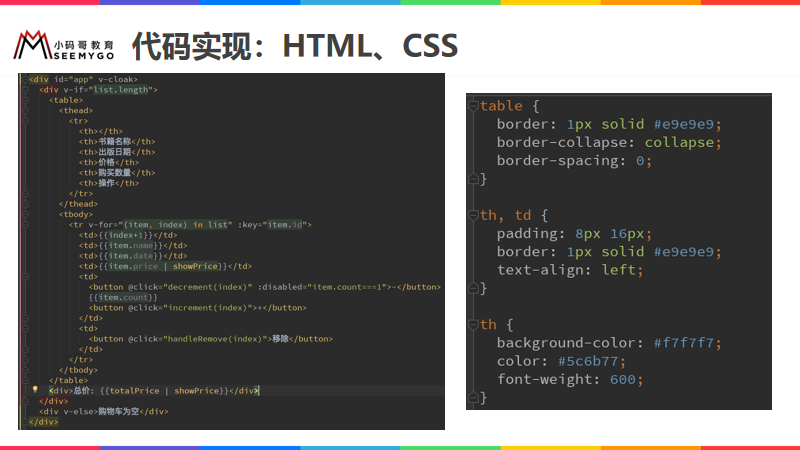 小码哥教育
SEEMYGO
代码实现：HTML、CSS
<div id="app" v-cloak>
<div v-if="list.length">
<table>
<thead>
<tr>
<th></th>
<th>书籍名称</th>
<th>出版日期</th>
<th>价格</th>
<th>购买数量</th>
<th>操作</th>
</tr>
</thead>
<tbody>
<tr v-for="(item, index) in list" :key="item.id">
<td>{{index+1}}</td>
<td>{{item.name}}</td>
<td>{{item.date}}</td>
<td>{{item.price | showPrice}}</td>
<td>
<button @click="decrement(index)" :disabled="item.count===1">-</button>
{{item.count}}
<button @click="increment(index)">+</button>
</td>
<td>
<button @click="handleRemove(index)">移除</button>
</td>
</tr>
</tbody>
</table>
<div>总价: {{totalPrice | showPrice}}</div>
</div>
<div v-else>购物车为空</div>
</div>
table {
border: 1px solid #e9e9e9;
border-collapse: collapse;
border-spacing: 0;
}
th, td {
padding: 8px 16px;
border: 1px solid #e9e9e9;
text-align: left;
}
th {
background-color: #f7f7f7;
color: #5c6b77;
font-weight: 600;
}